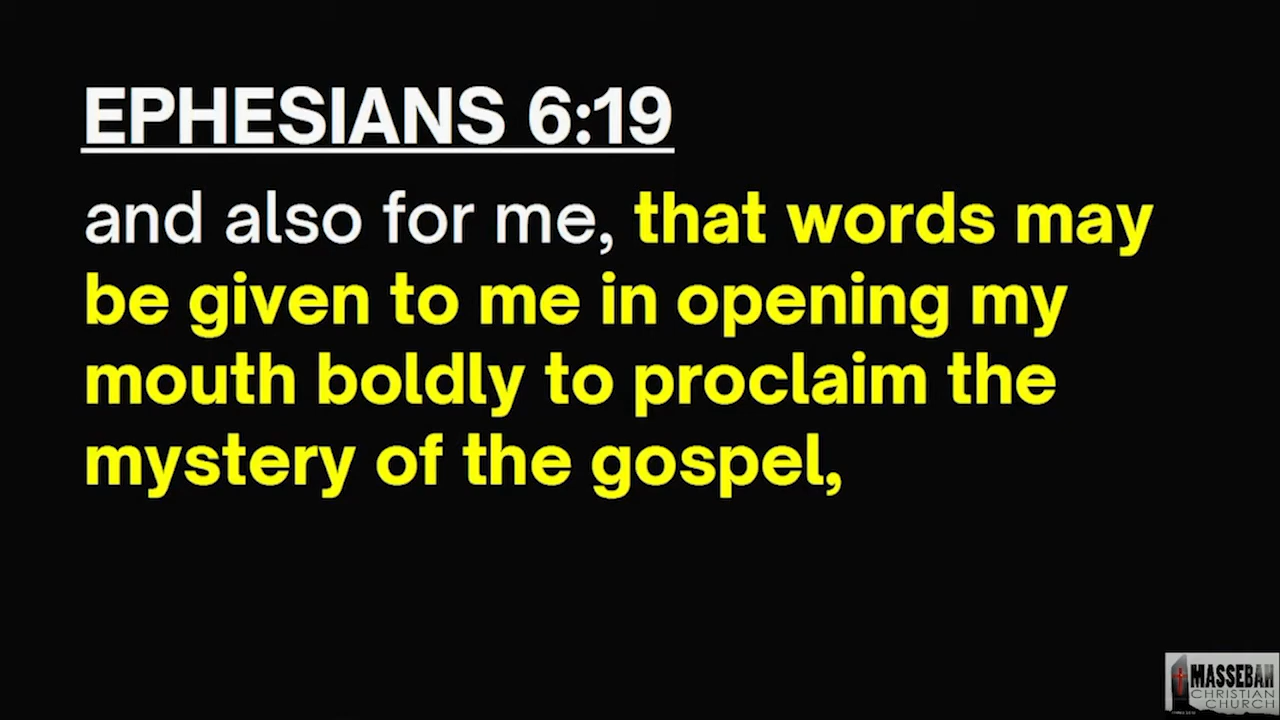 EPHESIANS 6:19
and also for me, that words may
be given to me in opening my
mouth boldly to proclaim the
mystery of the gospel,
MASSEBAH
CHRISTIAN
CHURCH